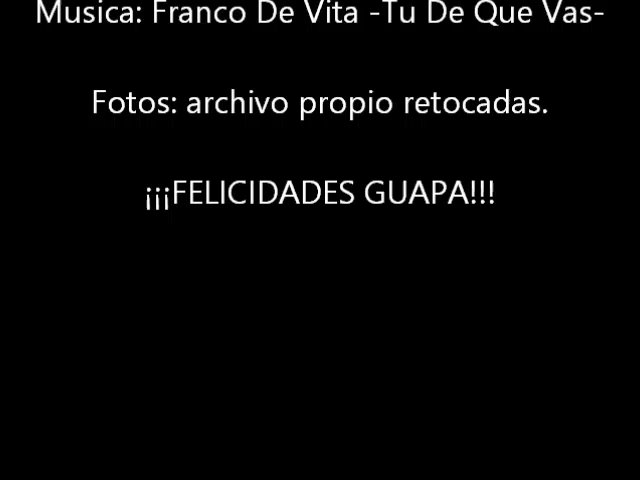 Musica: Franco De Vita -Tu De Que Vas-
Fotos: archivo propio retocadas.
¡¡¡FELICIDADES GUAPA!!!